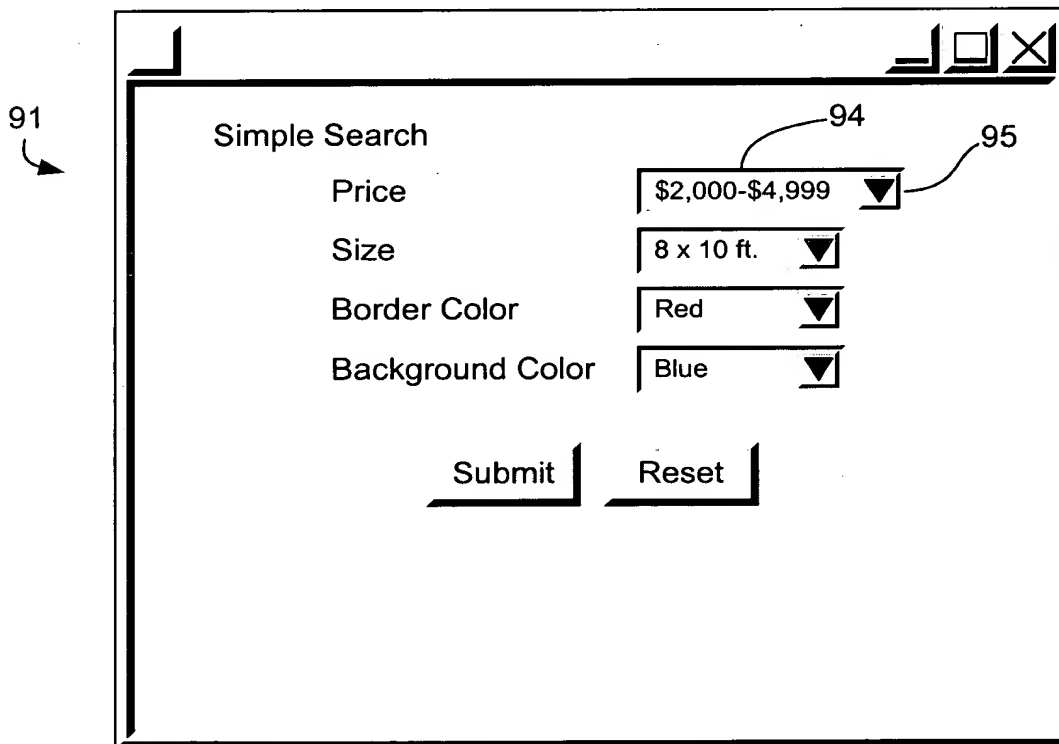 91
94
95
Simple Search
Price $2,000-$4,999
Size 8 x 10 ft.
Border Color Red
Background Color Blue
Submit Reset